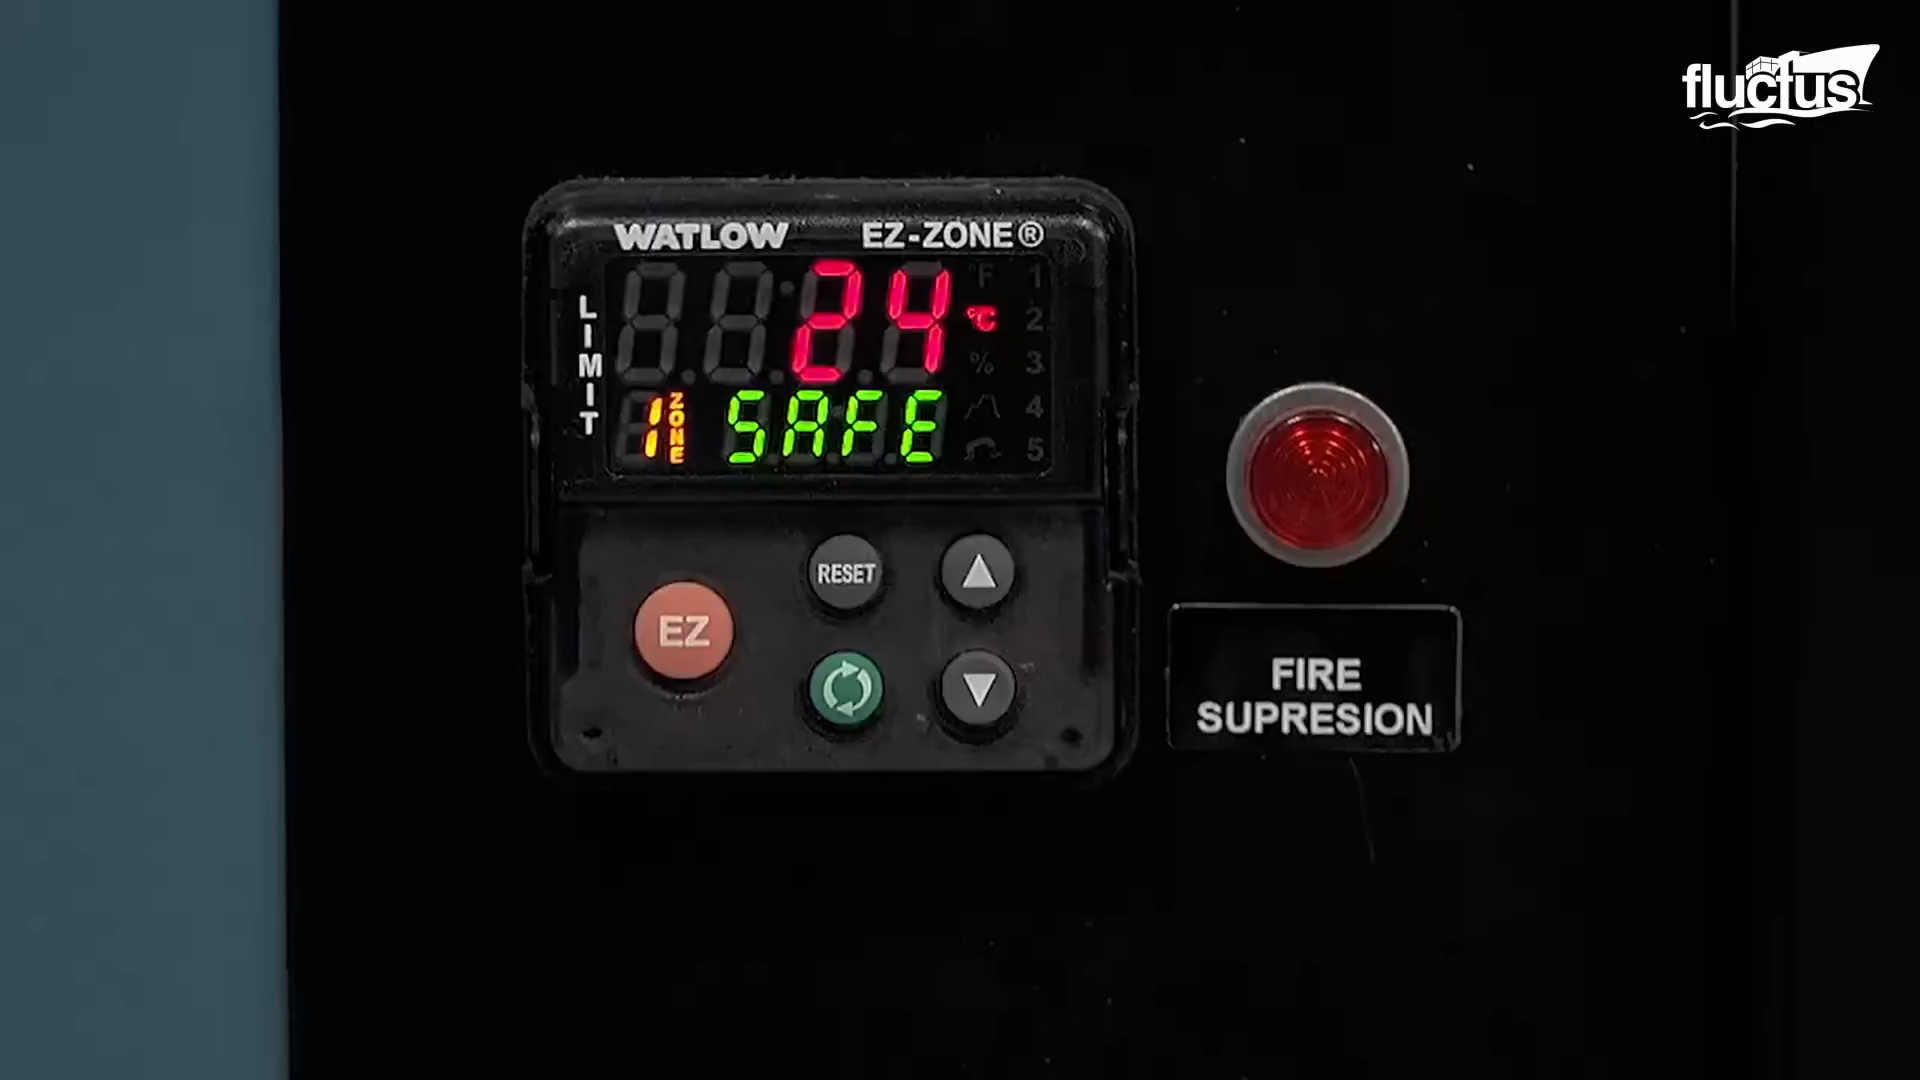 fluctus
WATLOW EZ-ZONE®
LIMIT
24 °F 1
°C 2
% 3
1 ZONE SAFE 4
5
RESET
EZ
FIRE
SUPRESION